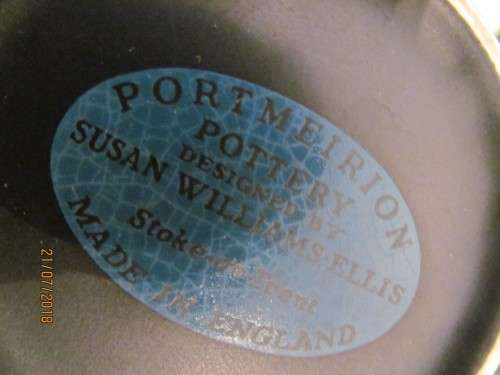 PORTMEIRION
POTTERY
DESIGNED BY
SUSAN WILLIAMS-ELLIS
Stoke-on-Trent
MADE IN ENGLAND
21/07/2018